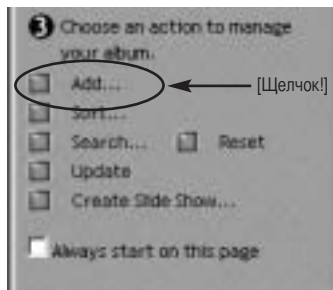 3 Choose an action to manage
your album.
Add...
[Щелчок!]
Sort...
Search... Reset
Update
Create Slide Show...
Always start on this page